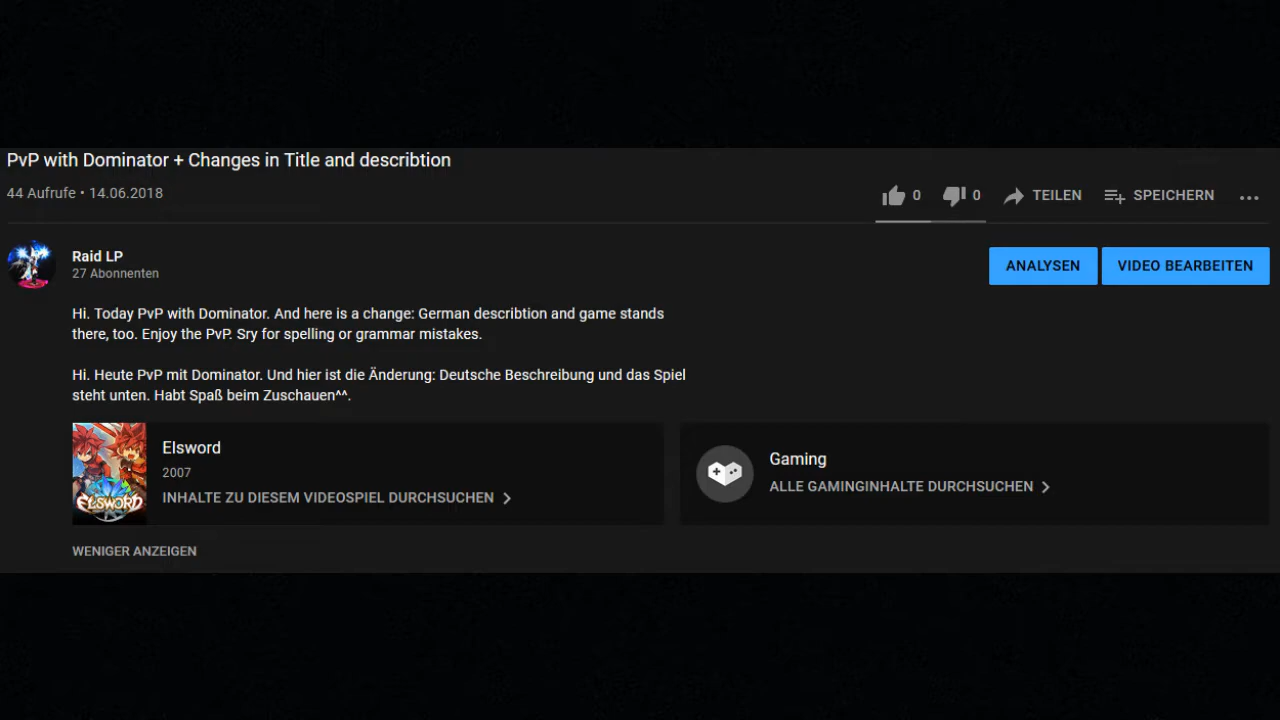 PvP with Dominator + Changes in Title and describtion
44 Aufrufe • 14.06.2018
0
0
TEILEN
SPEICHERN
Raid LP
27 Abonnenten
ANALYSEN
VIDEO BEARBEITEN
Hi. Today PvP with Dominator. And here is a change: German describtion and game stands
there, too. Enjoy the PvP. Sry for spelling or grammar mistakes.
Hi. Heute PvP mit Dominator. Und hier ist die Änderung: Deutsche Beschreibung und das Spiel
steht unten. Habt Spaß beim Zuschauen^^.
ELSWORD
Elsword
2007
INHALTE ZU DIESEM VIDEOSPIEL DURCHSUCHEN
Gaming
ALLE GAMINGINHALTE DURCHSUCHEN
WENIGER ANZEIGEN